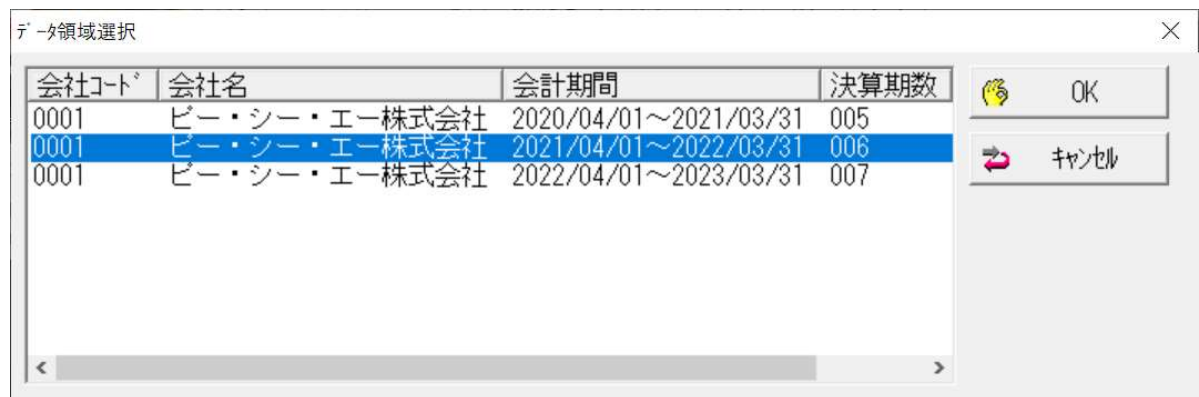 ﾃﾞｰﾀ領域選択
会社ｺｰﾄﾞ 会社名 会計期間 決算期数
0001 ビー・シー・エー株式会社 2020/04/01～2021/03/31 005
0001 ビー・シー・エー株式会社 2021/04/01～2022/03/31 006
0001 ビー・シー・エー株式会社 2022/04/01～2023/03/31 007
OK
ｷｬﾝｾﾙ